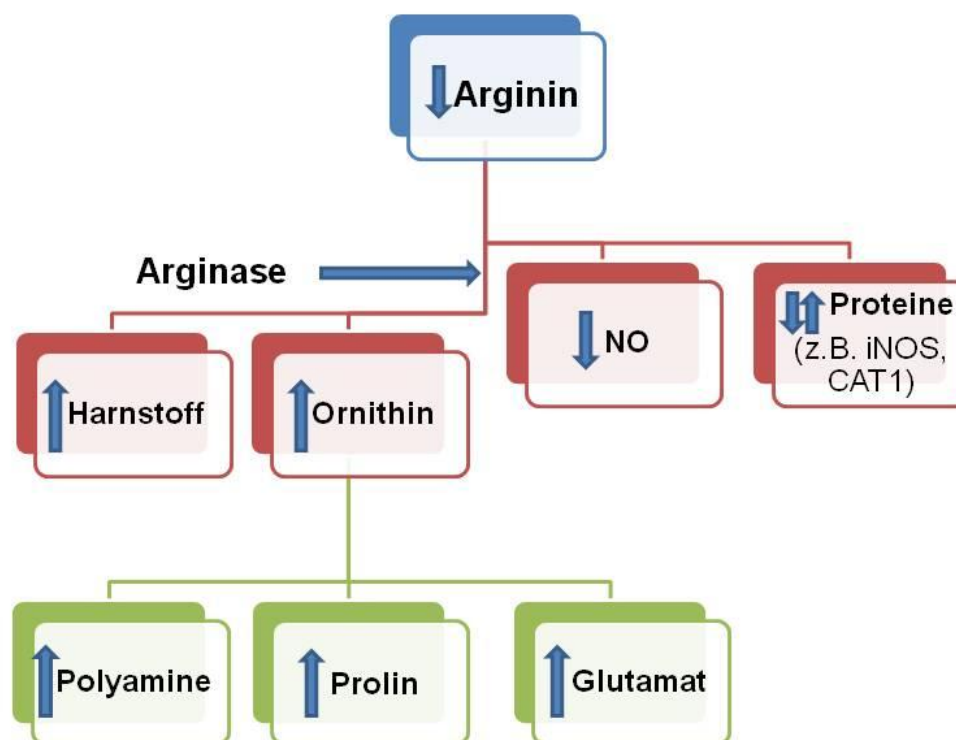 Arginin
Arginase
NO
Proteine
(z.B. iNOS,
CAT1)
Harnstoff
Ornithin
Polyamine
Prolin
Glutamat